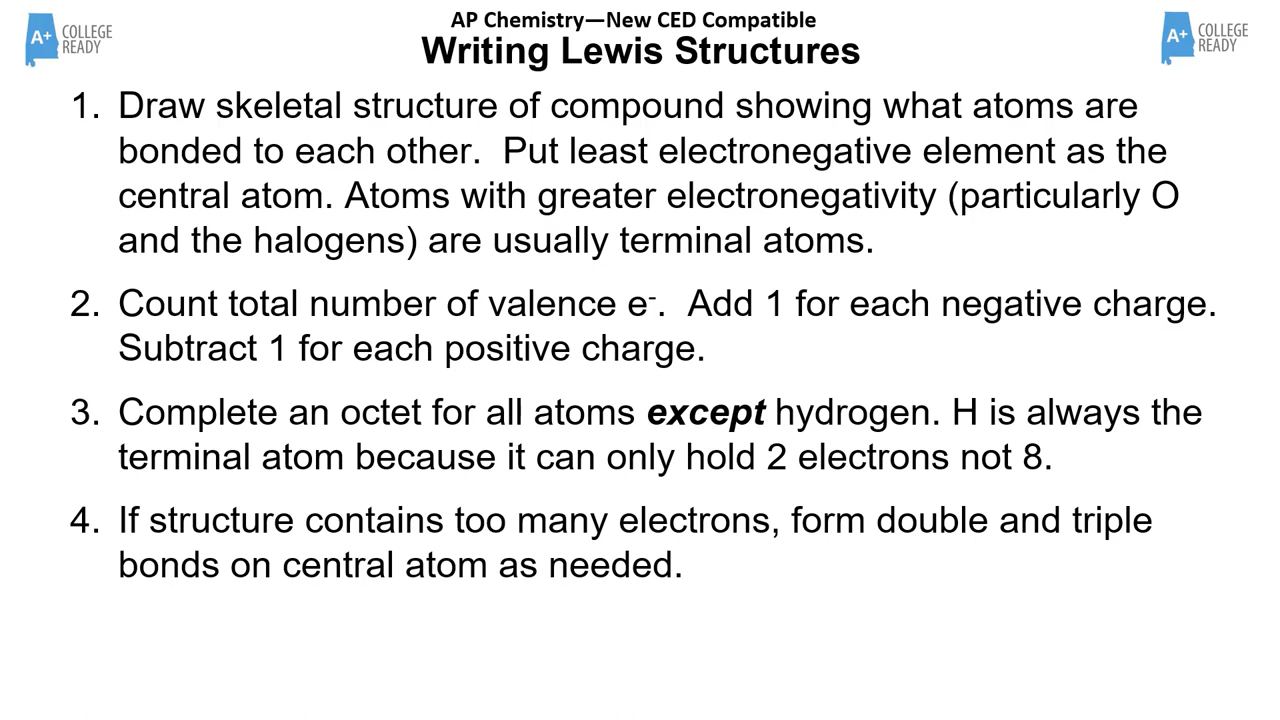 AP Chemistry—New CED Compatible
A+ COLLEGE READY
A+ COLLEGE READY
Writing Lewis Structures
1. Draw skeletal structure of compound showing what atoms are
bonded to each other.  Put least electronegative element as the
central atom. Atoms with greater electronegativity (particularly O
and the halogens) are usually terminal atoms.
2. Count total number of valence e⁻.  Add 1 for each negative charge.
Subtract 1 for each positive charge.
3. Complete an octet for all atoms except hydrogen. H is always the
terminal atom because it can only hold 2 electrons not 8.
4. If structure contains too many electrons, form double and triple
bonds on central atom as needed.